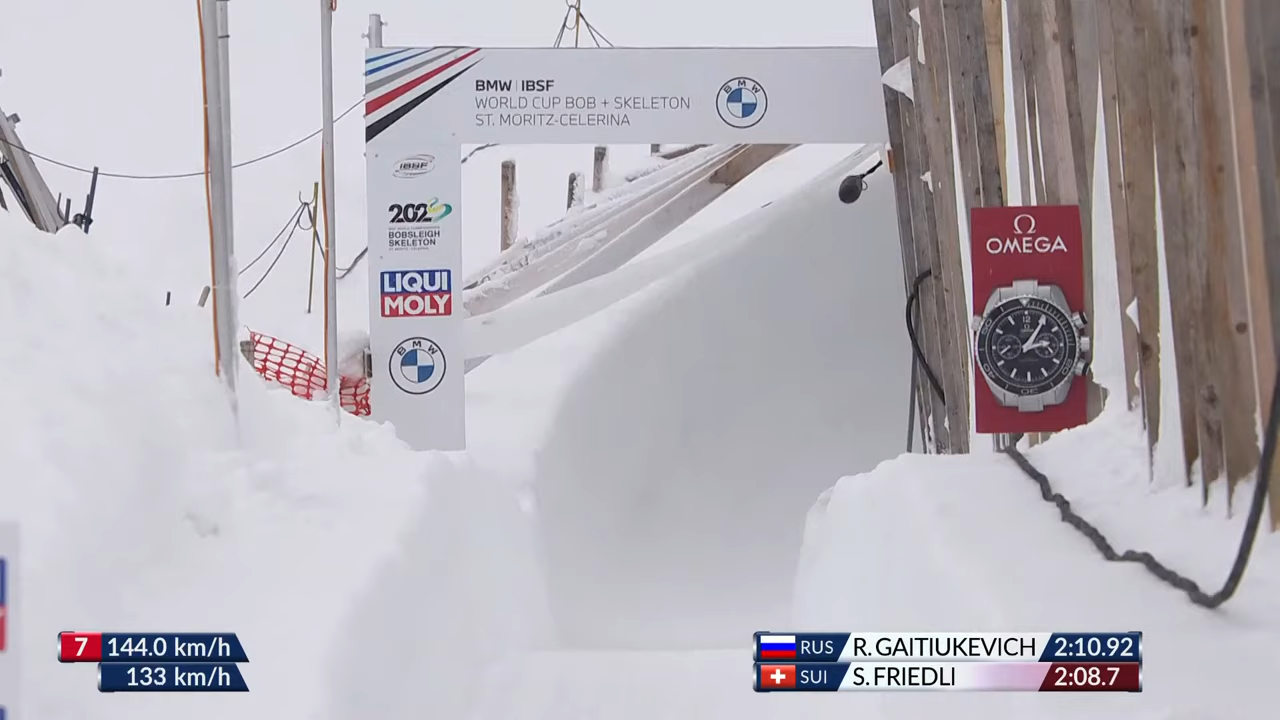 BMW | IBSF
WORLD CUP BOB + SKELETON
ST. MORITZ-CELERINA
BMW
IBSF
BOBSLEIGH
SKELETON
LIQUI
MOLY
BMW
Ω
OMEGA
12
7 144.0 km/h
133 km/h
RUS R. GAITIUKEVICH 2:10.92
SUI S. FRIEDLI 2:08.7